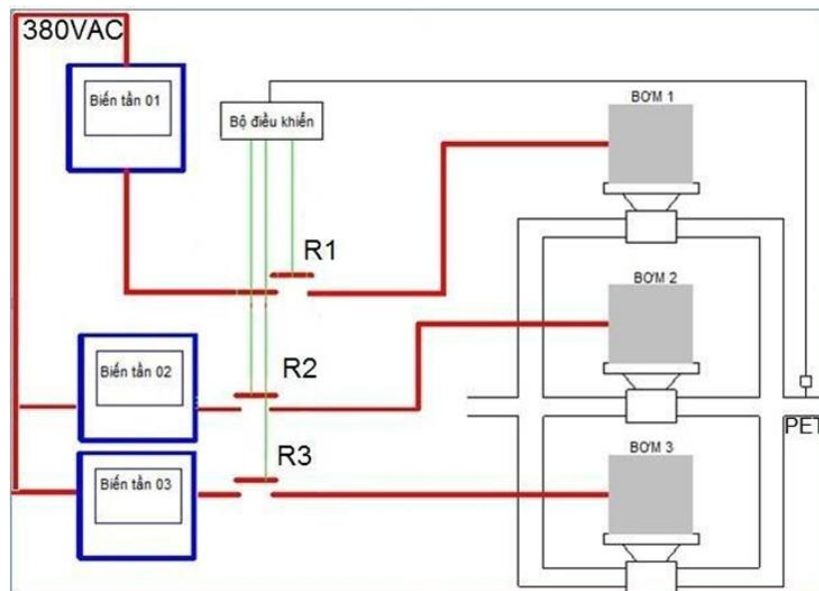 380VAC
Biến tần 01
Bộ điều khiển
BƠM 1
R1
BƠM 2
Biến tần 02
R2
R3
PET
BƠM 3
Biến tần 03